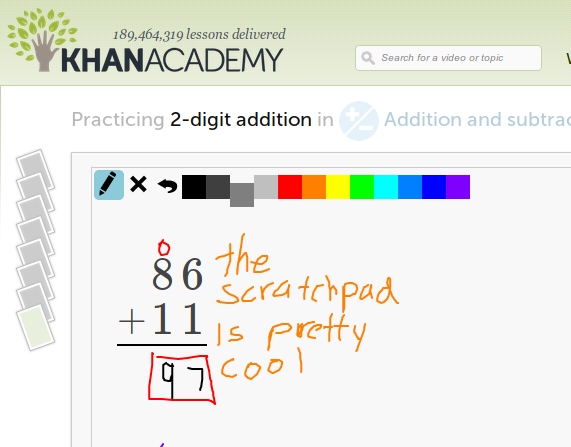 189,464,319 lessons delivered
KHANACADEMY
Search for a video or topic
Practicing 2-digit addition in Addition and subtrac
0
86
+11
97
the
scratchpad
is pretty
cool